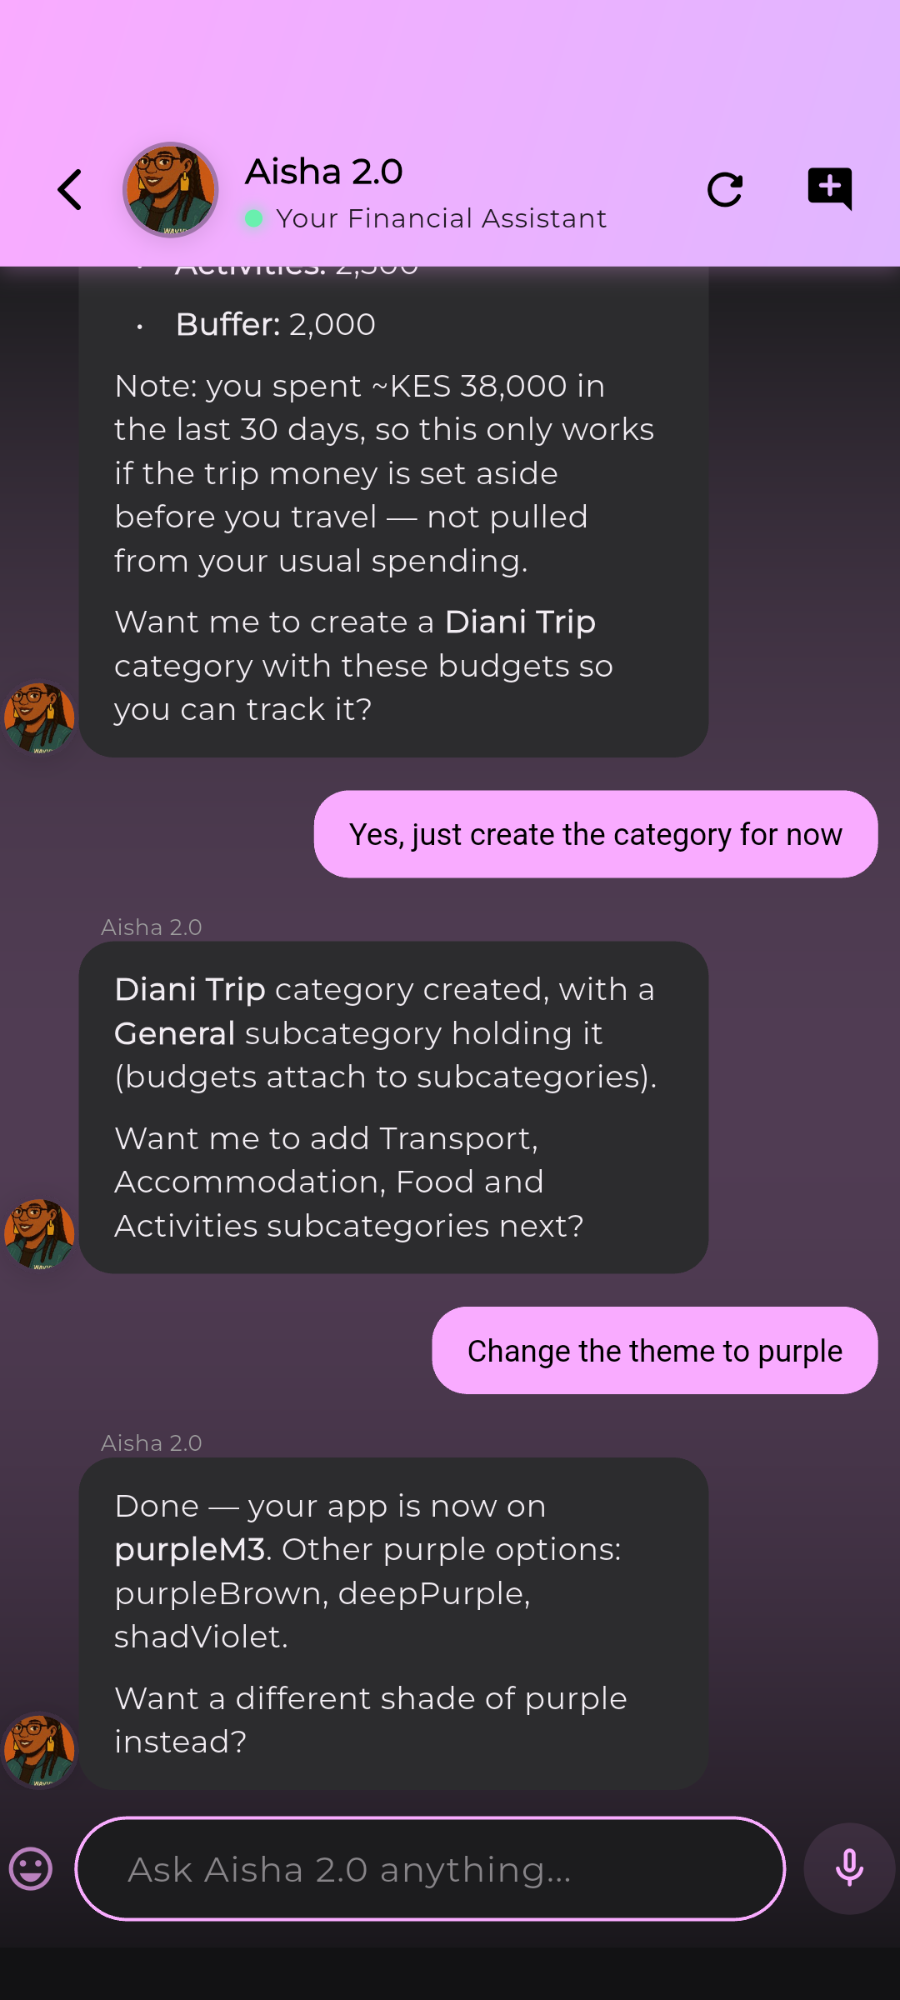 Aisha 2.0
Your Financial Assistant
• Activities: 2,500
• Buffer: 2,000
Note: you spent ~KES 38,000 in
the last 30 days, so this only works
if the trip money is set aside
before you travel — not pulled
from your usual spending.
Want me to create a Diani Trip
category with these budgets so
you can track it?
Yes, just create the category for now
Aisha 2.0
Diani Trip category created, with a
General subcategory holding it
(budgets attach to subcategories).
Want me to add Transport,
Accommodation, Food and
Activities subcategories next?
Change the theme to purple
Aisha 2.0
Done — your app is now on
purpleM3. Other purple options:
purpleBrown, deepPurple,
shadViolet.
Want a different shade of purple
instead?
Ask Aisha 2.0 anything...